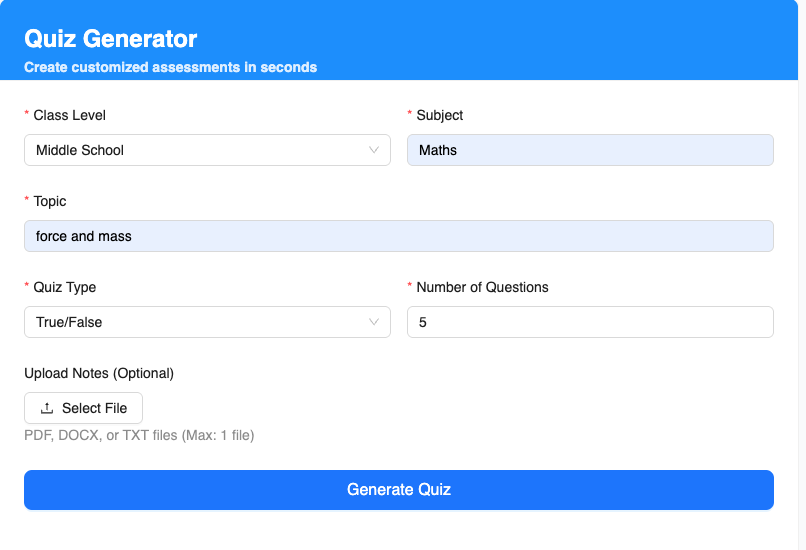 Quiz Generator
Create customized assessments in seconds
* Class Level
* Subject
Middle School
Maths
* Topic
force and mass
* Quiz Type
* Number of Questions
True/False
5
Upload Notes (Optional)
Select File
PDF, DOCX, or TXT files (Max: 1 file)
Generate Quiz